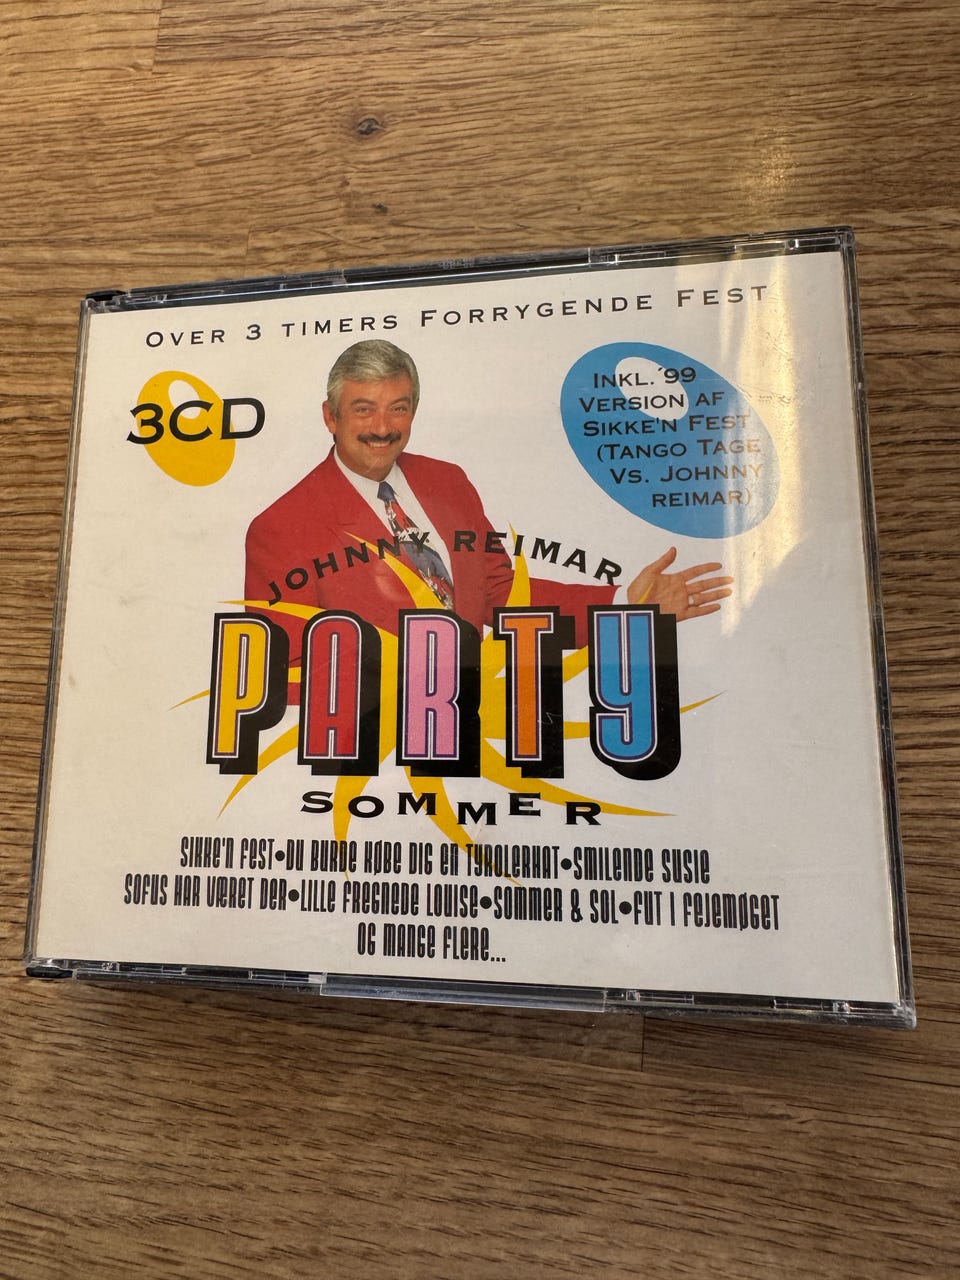 OVER 3 TIMERS FORRYGENDE FEST
3CD
INKL.´99
VERSION AF
SIKKE'N FEST
(TANGO TAGE
VS. JOHNNY
REIMAR)
JOHNNY REIMAR
PARTY
SOMMER
SIKKE'N FEST•DU BURDE KØBE DIG EN TYROLERHAT•SMILENDE SUSIE
SOFUS HAR VÆRET DER•LILLE FREGNEDE LOUISE•SOMMER & SOL•FUT I FEJEMØGET
OG MANGE FLERE...